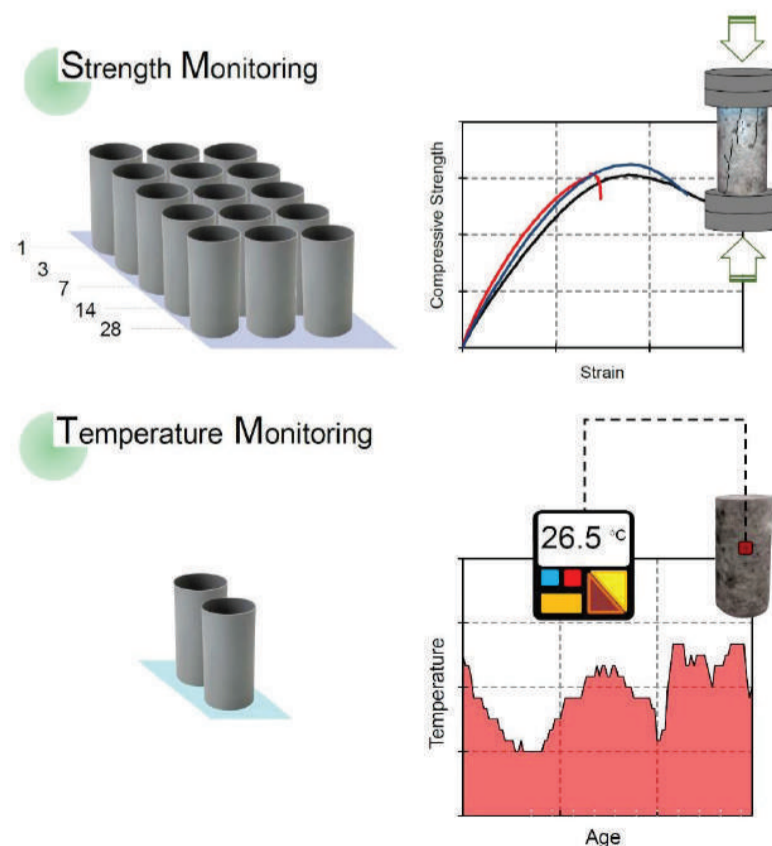 Strength Monitoring
1
3
7
14
28
Compressive Strength
Strain
Temperature Monitoring
26.5 °C
Temperature
Age